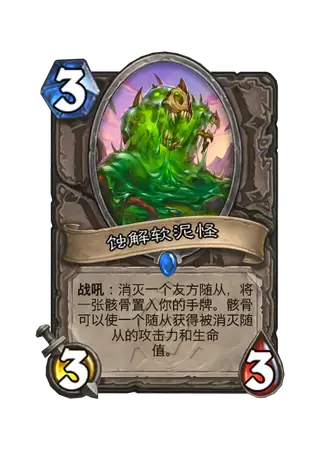 3
蚀解软泥怪
战吼：消灭一个友方随从，将
一张骸骨置入你的手牌。骸骨
可以使一个随从获得被消灭随
从的攻击力和生命
值。
3
3